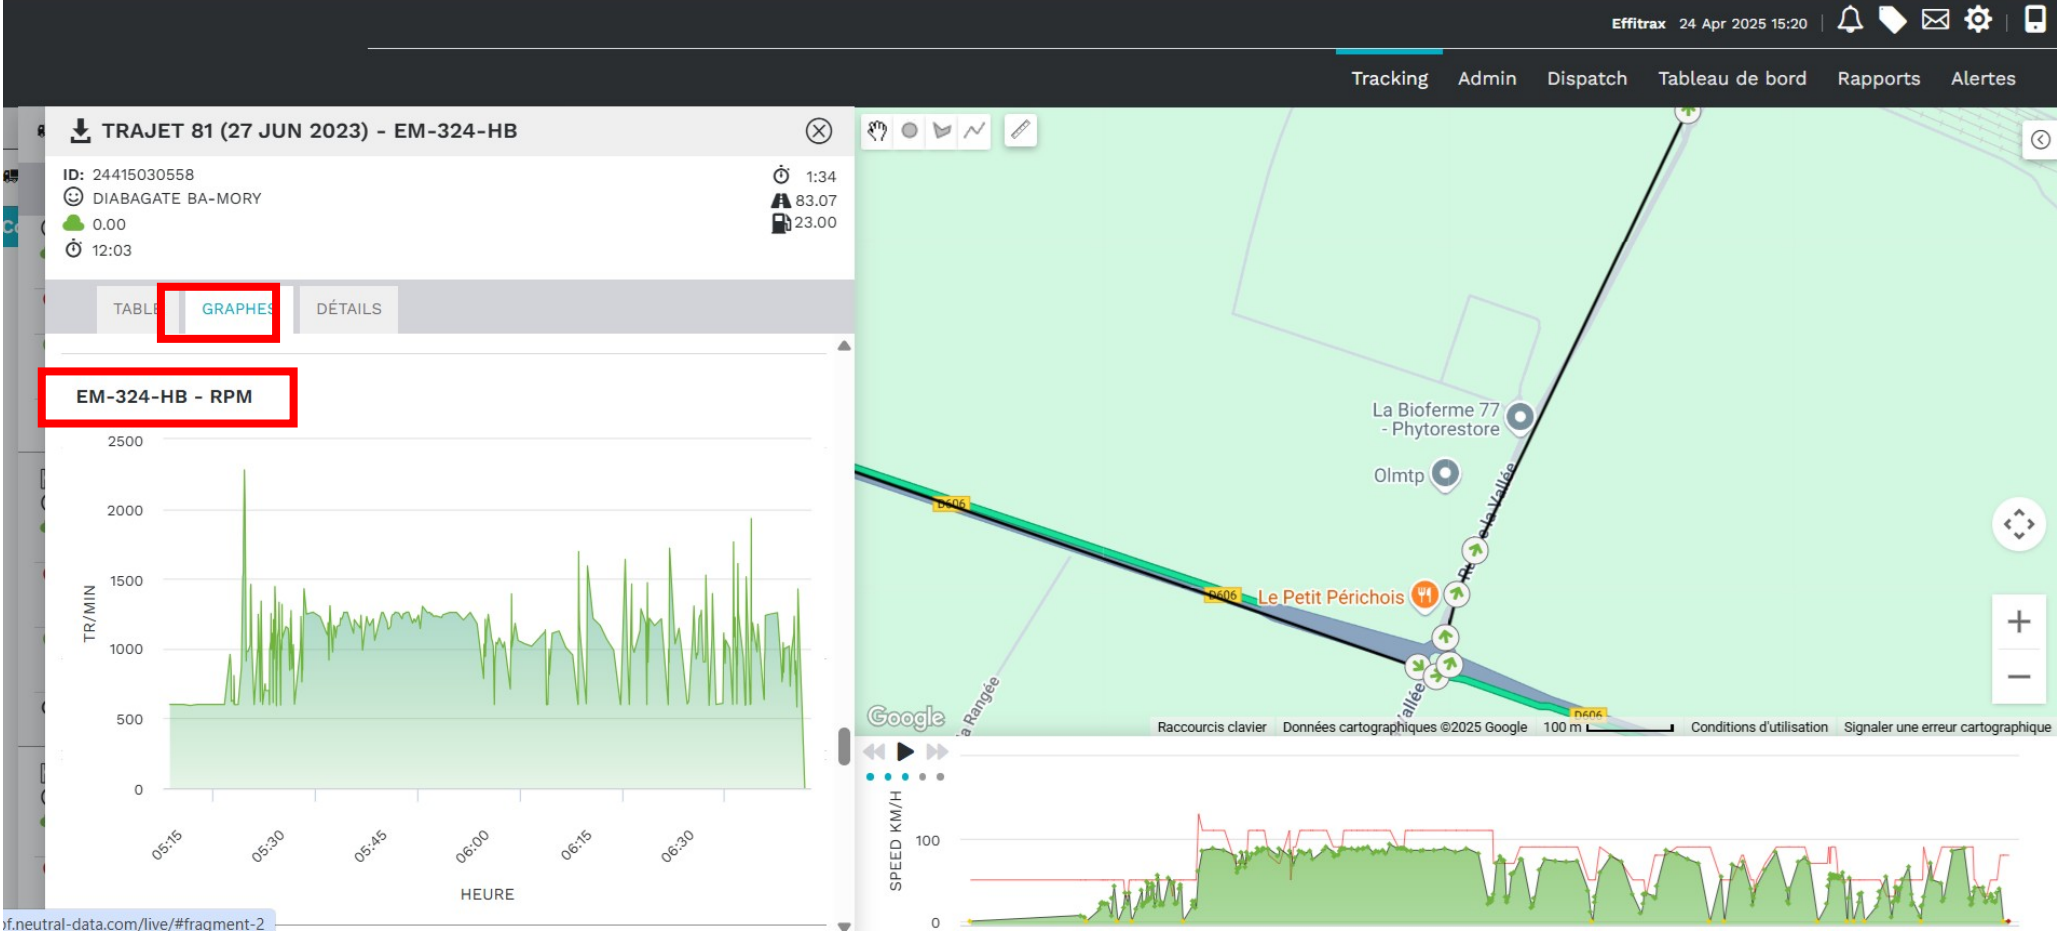 Effitrax 24 Apr 2025 15:20
Tracking Admin Dispatch Tableau de bord Rapports Alertes
TRAJET 81 (27 JUN 2023) - EM-324-HB
ID: 24415030558
1:34
DIABAGATE BA-MORY
83.07
0.00
23.00
12:03
TABLE GRAPHES DÉTAILS
EM-324-HB - RPM
2500
2000
1500
1000
500
0
TR/MIN
05:15 05:30 05:45 06:00 06:15 06:30
HEURE
La Bioferme 77
- Phytorestore
Olmtp
la Vallée
D606
D606
Le Petit Périchois
Rangée
D606
Google
Raccourcis clavier Données cartographiques ©2025 Google 100 m Conditions d'utilisation Signaler une erreur cartographique
SPEED KM/H
100
0
of.neutral-data.com/live/#fragment-2